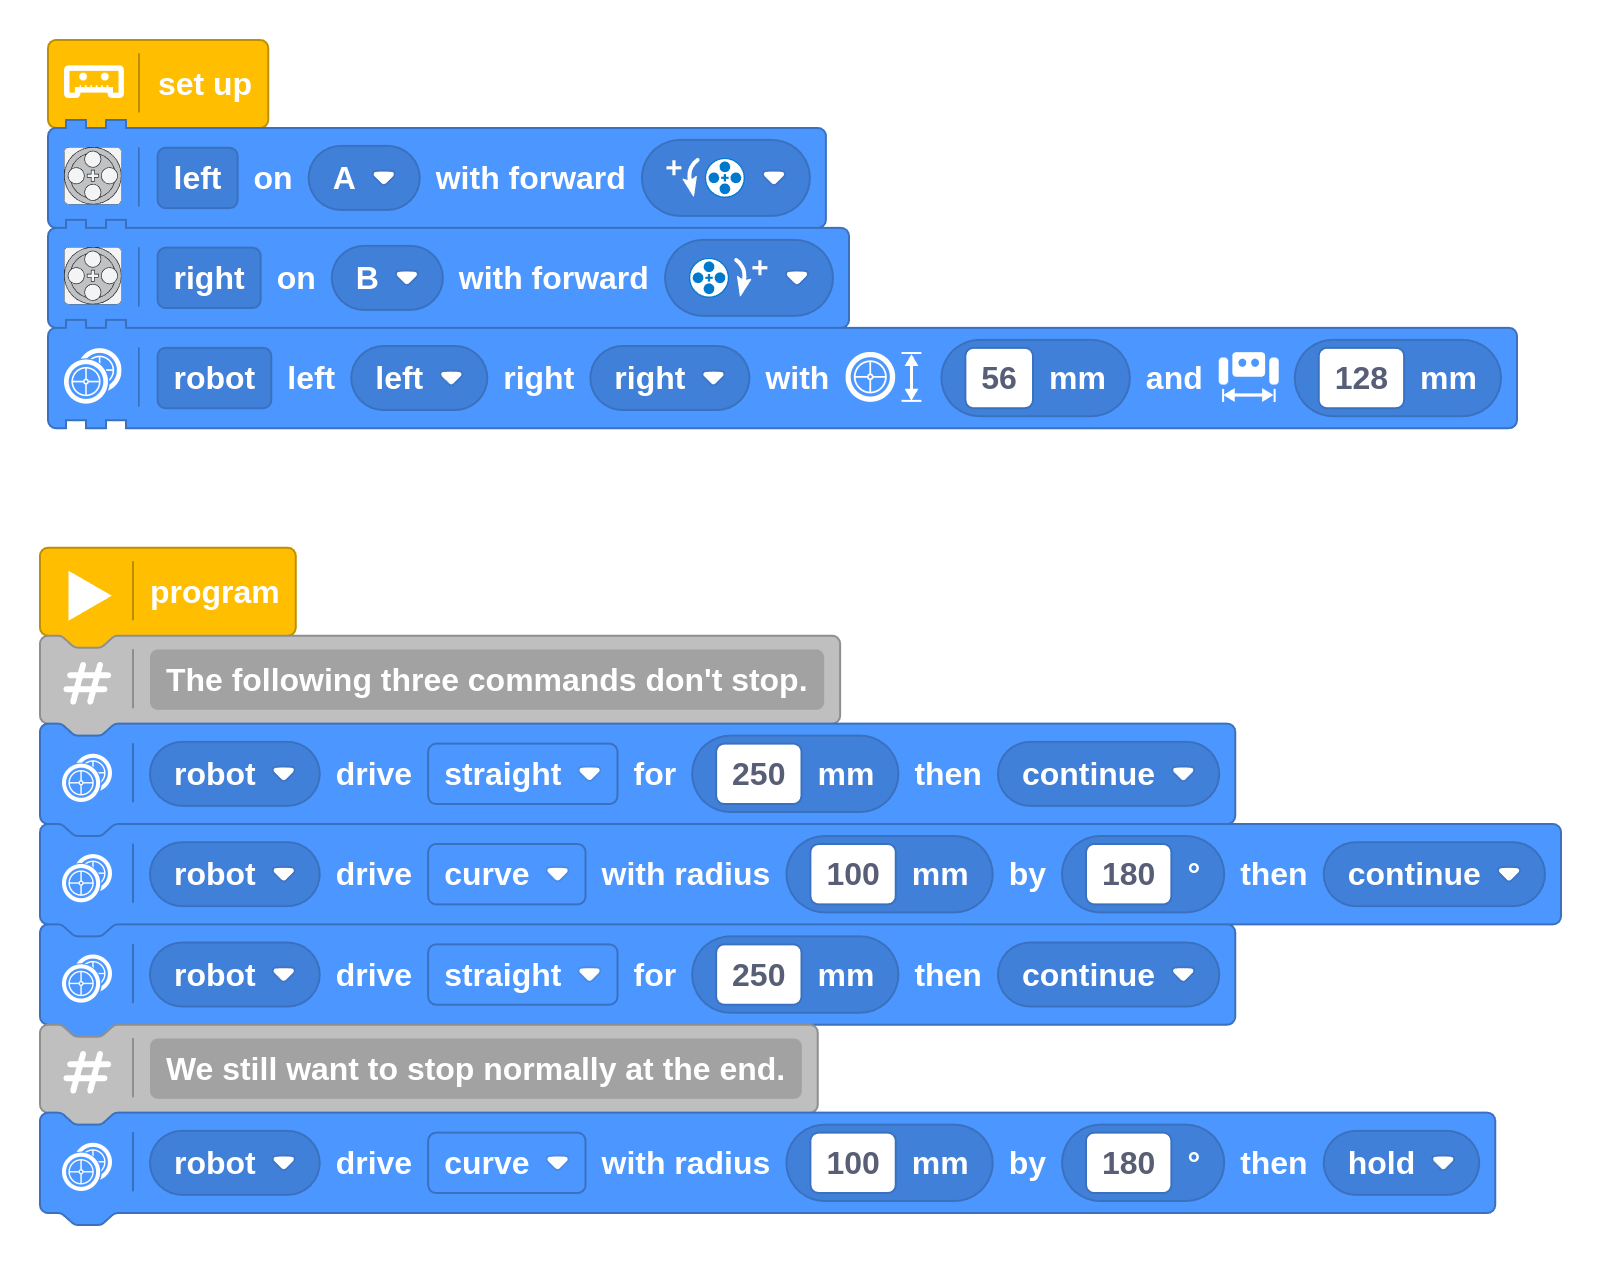 set up
left on A with forward +
right on B with forward +
robot left left right right with 56 mm and 128 mm
program
# The following three commands don't stop.
robot drive straight for 250 mm then continue
robot drive curve with radius 100 mm by 180 ° then continue
robot drive straight for 250 mm then continue
# We still want to stop normally at the end.
robot drive curve with radius 100 mm by 180 ° then hold